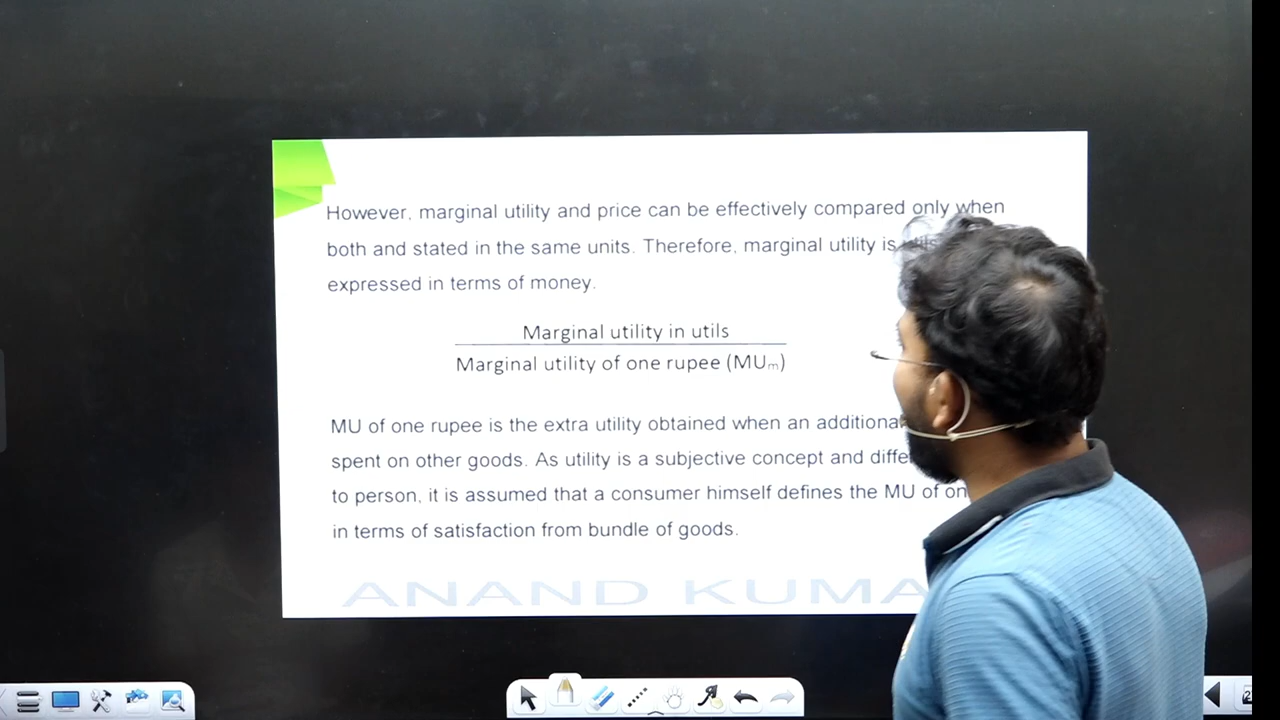 However, marginal utility and price can be effectively compared only when
both and stated in the same units. Therefore, marginal utility is utils
expressed in terms of money.
Marginal utility in utils
Marginal utility of one rupee (MUₘ)
MU of one rupee is the extra utility obtained when an additional
spent on other goods. As utility is a subjective concept and
to person, it is assumed that a consumer himself defines the MU of
in terms of satisfaction from bundle of goods.
ANAND